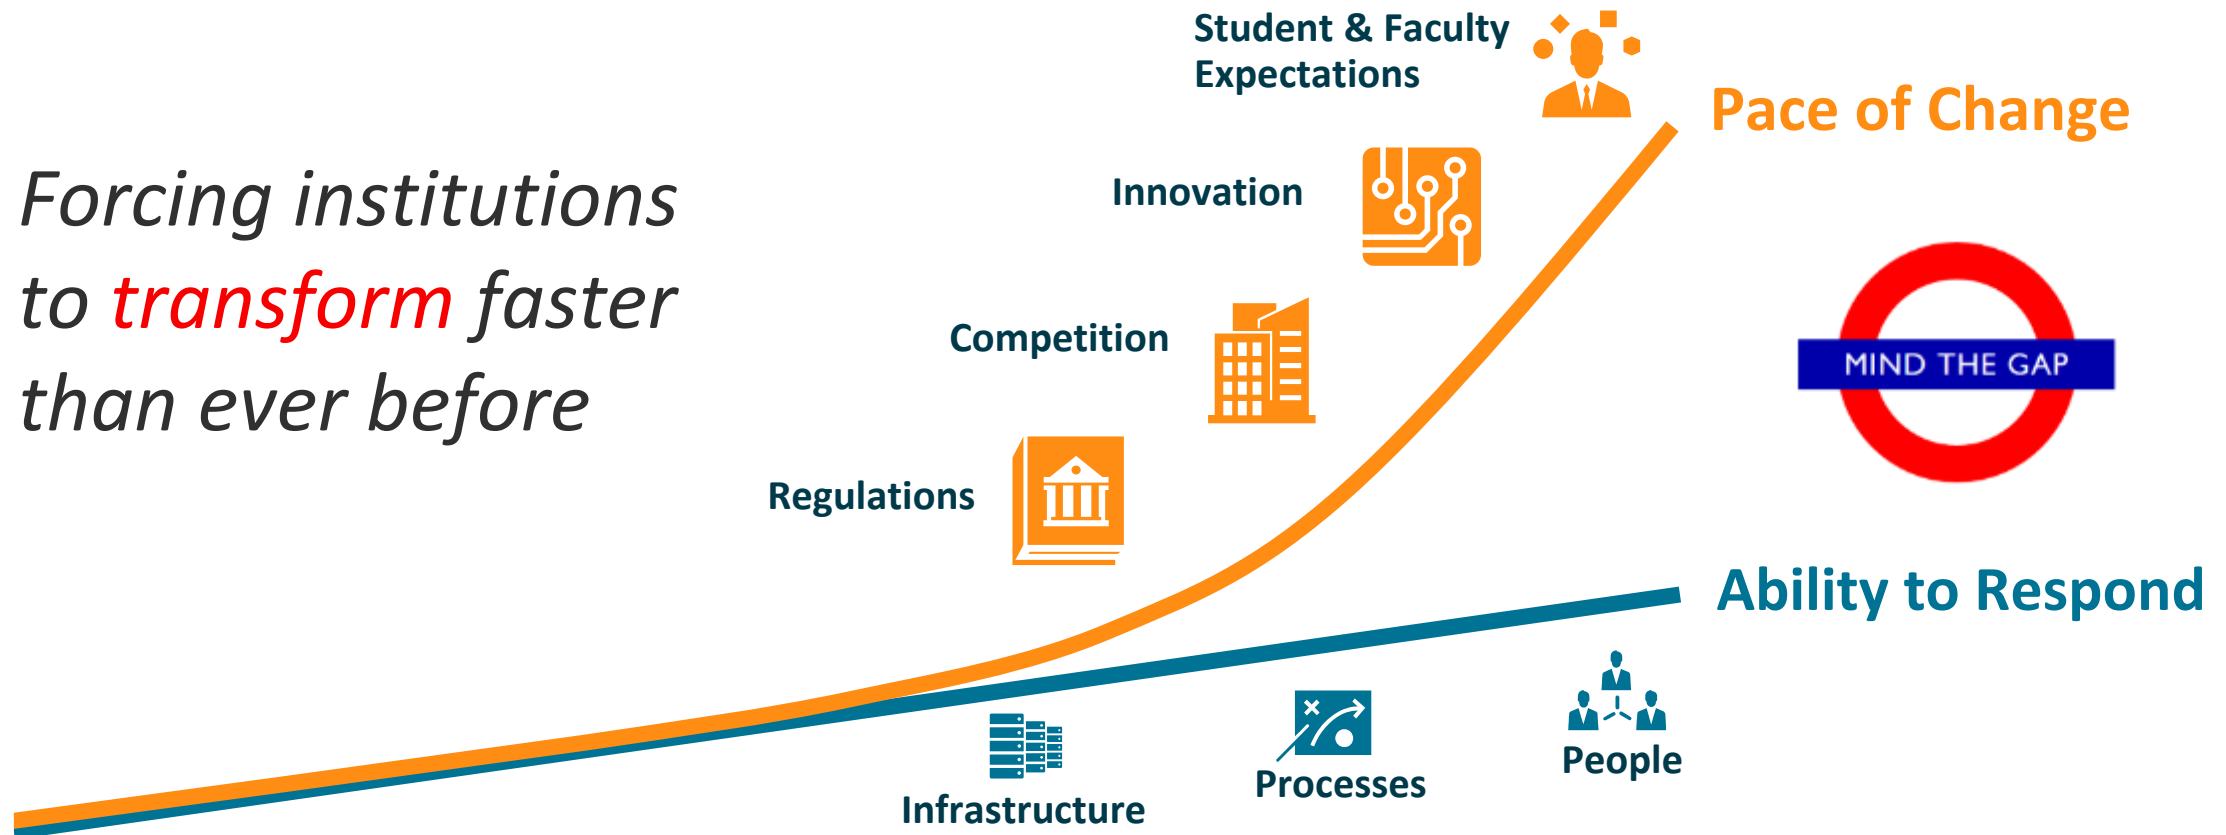 Student & Faculty
Expectations
Pace of Change
Forcing institutions
to transform faster
than ever before
Innovation
Competition
MIND THE GAP
Regulations
Ability to Respond
People
Processes
Infrastructure